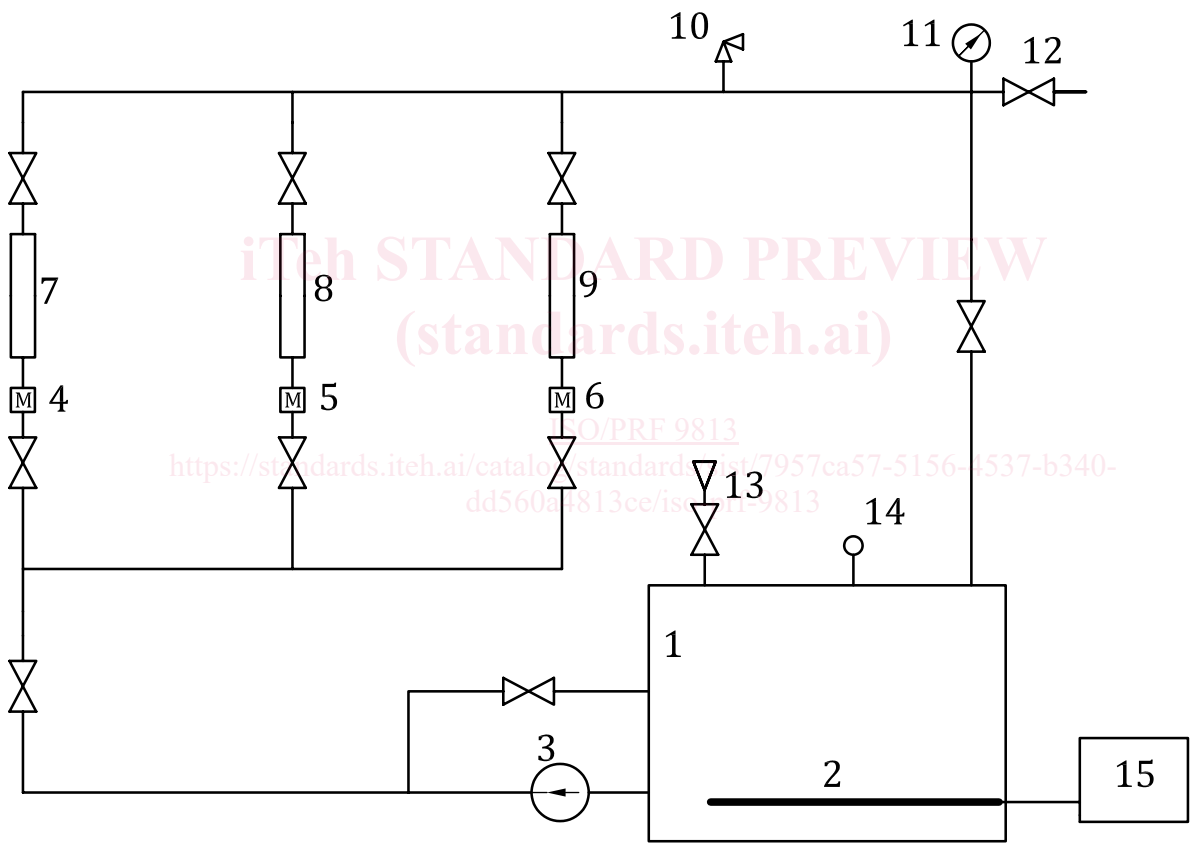 10
11
12
iTeh STANDARD PREVIEW
7
8
9
(standards.iteh.ai)
M 4
M 5
M 6
ISO/PRF 9813
https://standards.iteh.ai/catalog/standards/sist/7957ca57-5156-4537-b340-
13
dd560a4813ce/iso-prf-9813
14
1
3
2
15